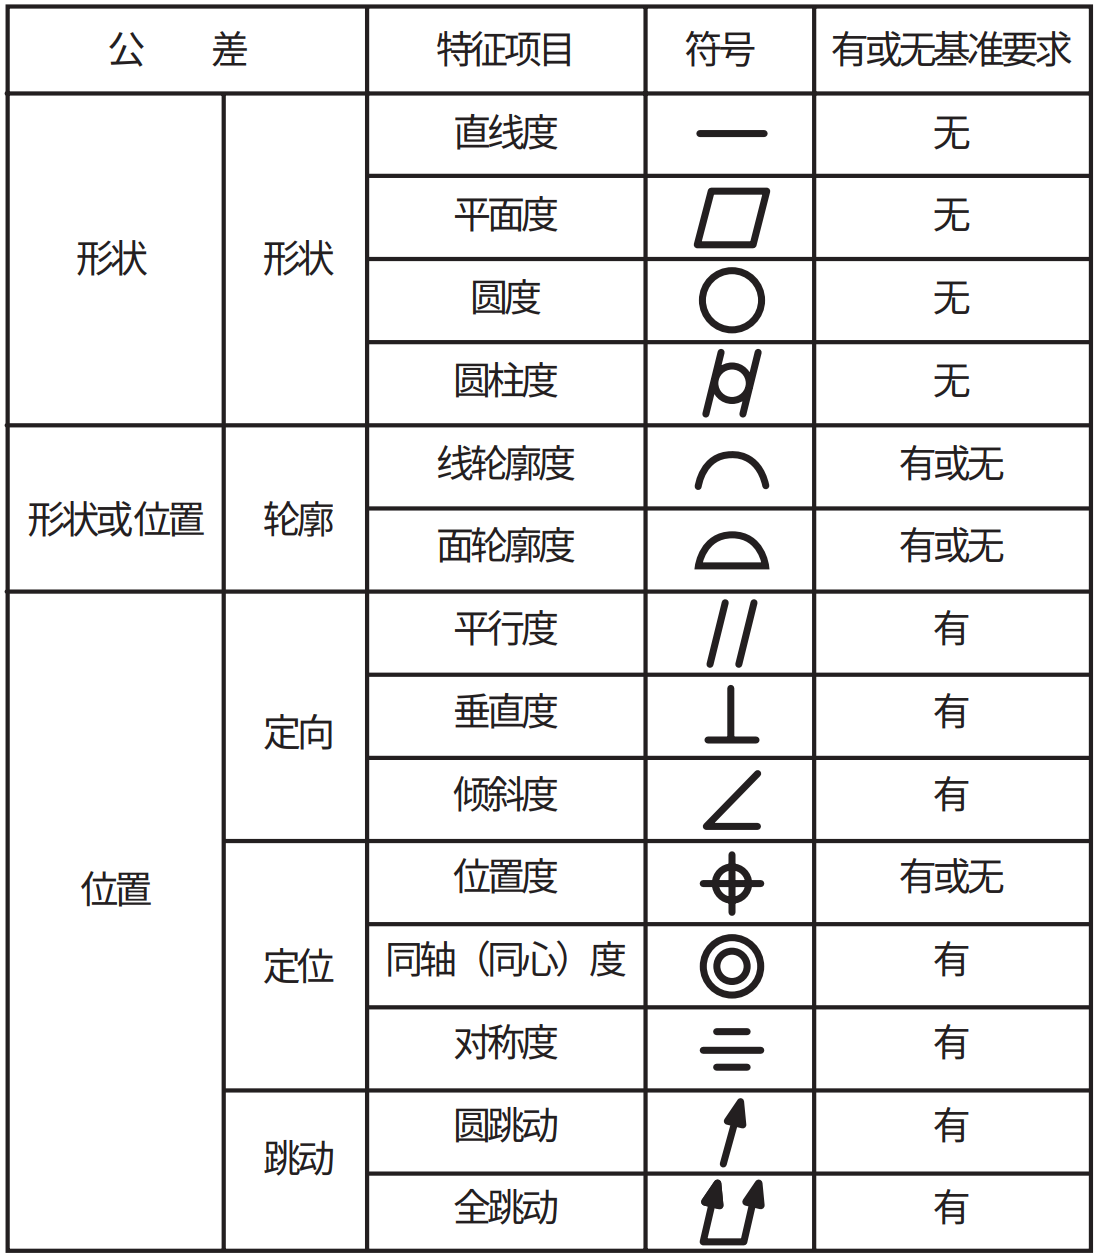 公 差 特征项目 符号 有或无基准要求
形状 形状 直线度 无
平面度 无
圆度 无
圆柱度 无
形状或位置 轮廓 线轮廓度 有或无
面轮廓度 有或无
位置 定向 平行度 有
垂直度 有
倾斜度 有
定位 位置度 有或无
同轴（同心）度 有
对称度 有
跳动 圆跳动 有
全跳动 有